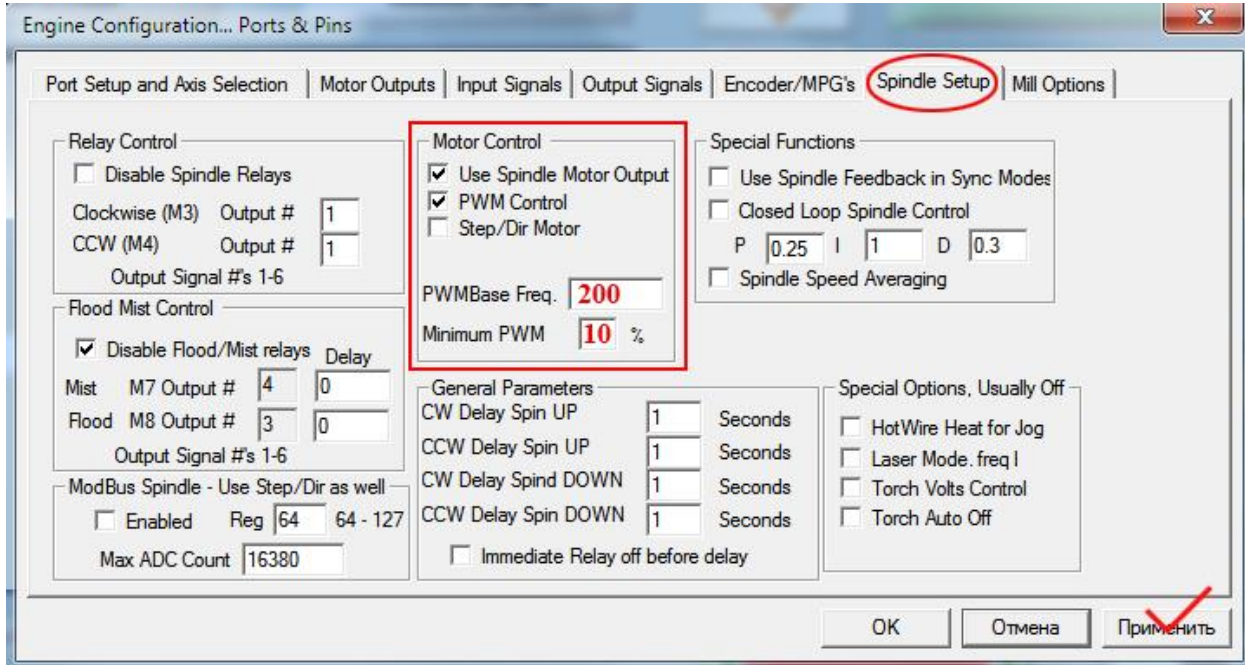 Engine Configuration... Ports & Pins
Port Setup and Axis Selection Motor Outputs Input Signals Output Signals Encoder/MPG's Spindle Setup Mill Options
Relay Control
Disable Spindle Relays
Clockwise (M3) Output # 1
CCW (M4) Output # 1
Output Signal #'s 1-6
Flood Mist Control
Disable Flood/Mist relays Delay
Mist M7 Output # 4 0
Flood M8 Output # 3 0
Output Signal #'s 1-6
ModBus Spindle - Use Step/Dir as well
Enabled Reg 64 64 - 127
Max ADC Count 16380
Motor Control
Use Spindle Motor Output
PWM Control
Step/Dir Motor
PWMBase Freq. 200
Minimum PWM 10 %
General Parameters
CW Delay Spin UP 1 Seconds
CCW Delay Spin UP 1 Seconds
CW Delay Spind DOWN 1 Seconds
CCW Delay Spin DOWN 1 Seconds
Immediate Relay off before delay
Special Functions
Use Spindle Feedback in Sync Modes
Closed Loop Spindle Control
P 0.25 I 1 D 0.3
Spindle Speed Averaging
Special Options, Usually Off
HotWire Heat for Jog
Laser Mode. freq I
Torch Volts Control
Torch Auto Off
OK Отмена Применить